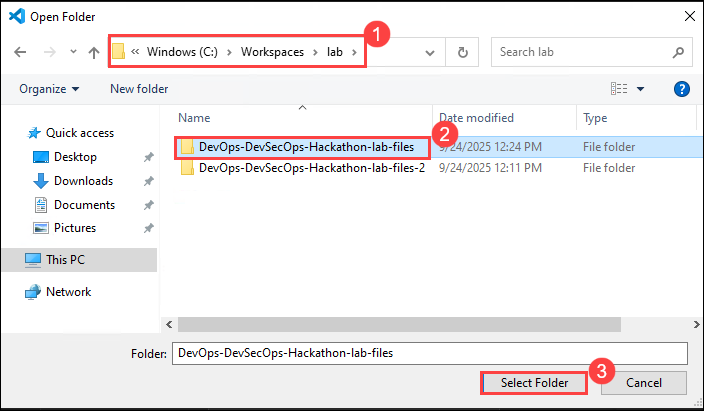 Open Folder
1
« Windows (C:) > Workspaces > lab >
Search lab
Organize
New folder
?
Name
Date modified
Type
Quick access
Desktop
Downloads
Documents
Pictures
This PC
Network
2
DevOps-DevSecOps-Hackathon-lab-files 9/24/2025 12:24 PM File folder
DevOps-DevSecOps-Hackathon-lab-files-2 9/24/2025 12:11 PM File folder
Folder: DevOps-DevSecOps-Hackathon-lab-files
3
Select Folder
Cancel